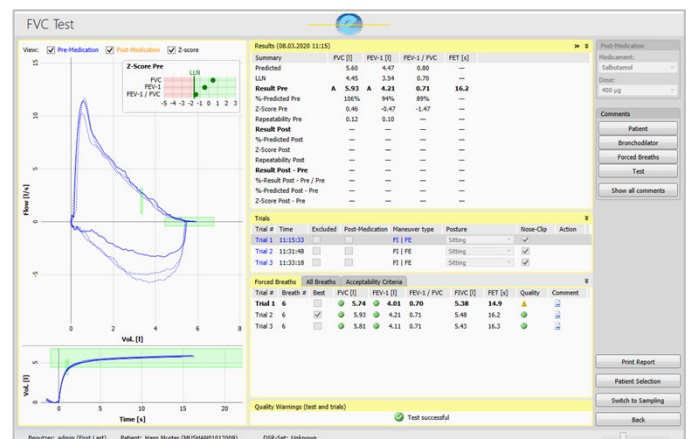 FVC Test
View: Pre-Medication Post-Medication Z-score
Z-Score Pre
LLN
FVC
FEV-1
FEV-1 / FVC
-5 -4 -3 -2 -1 0 1 2 3
15
10
5
0
-5
Flow [l/s]
0 2 4 6 8
Vol. [l]
5
0
Vol. [l]
0 5 10 15 20
Time [s]
Results (08.03.2020 11:15)
Summary FVC [l] FEV-1 [l] FEV-1 / FVC FET [s]
Predicted 5.60 4.47 0.80 —
LLN 4.45 3.54 0.70 —
Result Pre A 5.93 A 4.21 0.71 16.2
%-Predicted Pre 106% 94% 89% —
Z-Score Pre 0.46 -0.47 -1.47 —
Repeatability Pre 0.12 0.10 — —
Result Post — — — —
%-Predicted Post — — — —
Z-Score Post — — — —
Repeatability Post — — — —
Result Post - Pre — — — —
%-Result Post - Pre / Pre — — — —
%-Predicted Post - Pre — — — —
Z-Score Post - Pre — — — —
Trials
Trial # Time Excluded Post-Medication Maneuver type Posture Nose-Clip Action
Trial 1 11:15:33 FI | FE Sitting
Trial 2 11:31:48 FI | FE Sitting
Trial 3 11:33:18 FI | FE Sitting
Forced Breaths All Breaths Acceptability Criteria
Trial # Breath # Best FVC [l] FEV-1 [l] FEV-1 / FVC FIVC [l] FET [s] Quality Comment
Trial 1 6 5.74 4.01 0.70 5.38 14.9
Trial 2 6 5.93 4.21 0.71 5.48 16.2
Trial 3 6 5.81 4.11 0.71 5.43 16.3
Quality Warnings (test and trials)
Test successful
Post-Medication
Medicament:
Salbutamol
Dose:
400 µg
Comments
Patient
Bronchodilator
Forced Breaths
Test
Show all comments
Print Report
Patient Selection
Switch to Sampling
Back
Benutzer: admin (First Last) Patient: Hans Muster (MUSHAN01012009) DSR-Set: Unknown